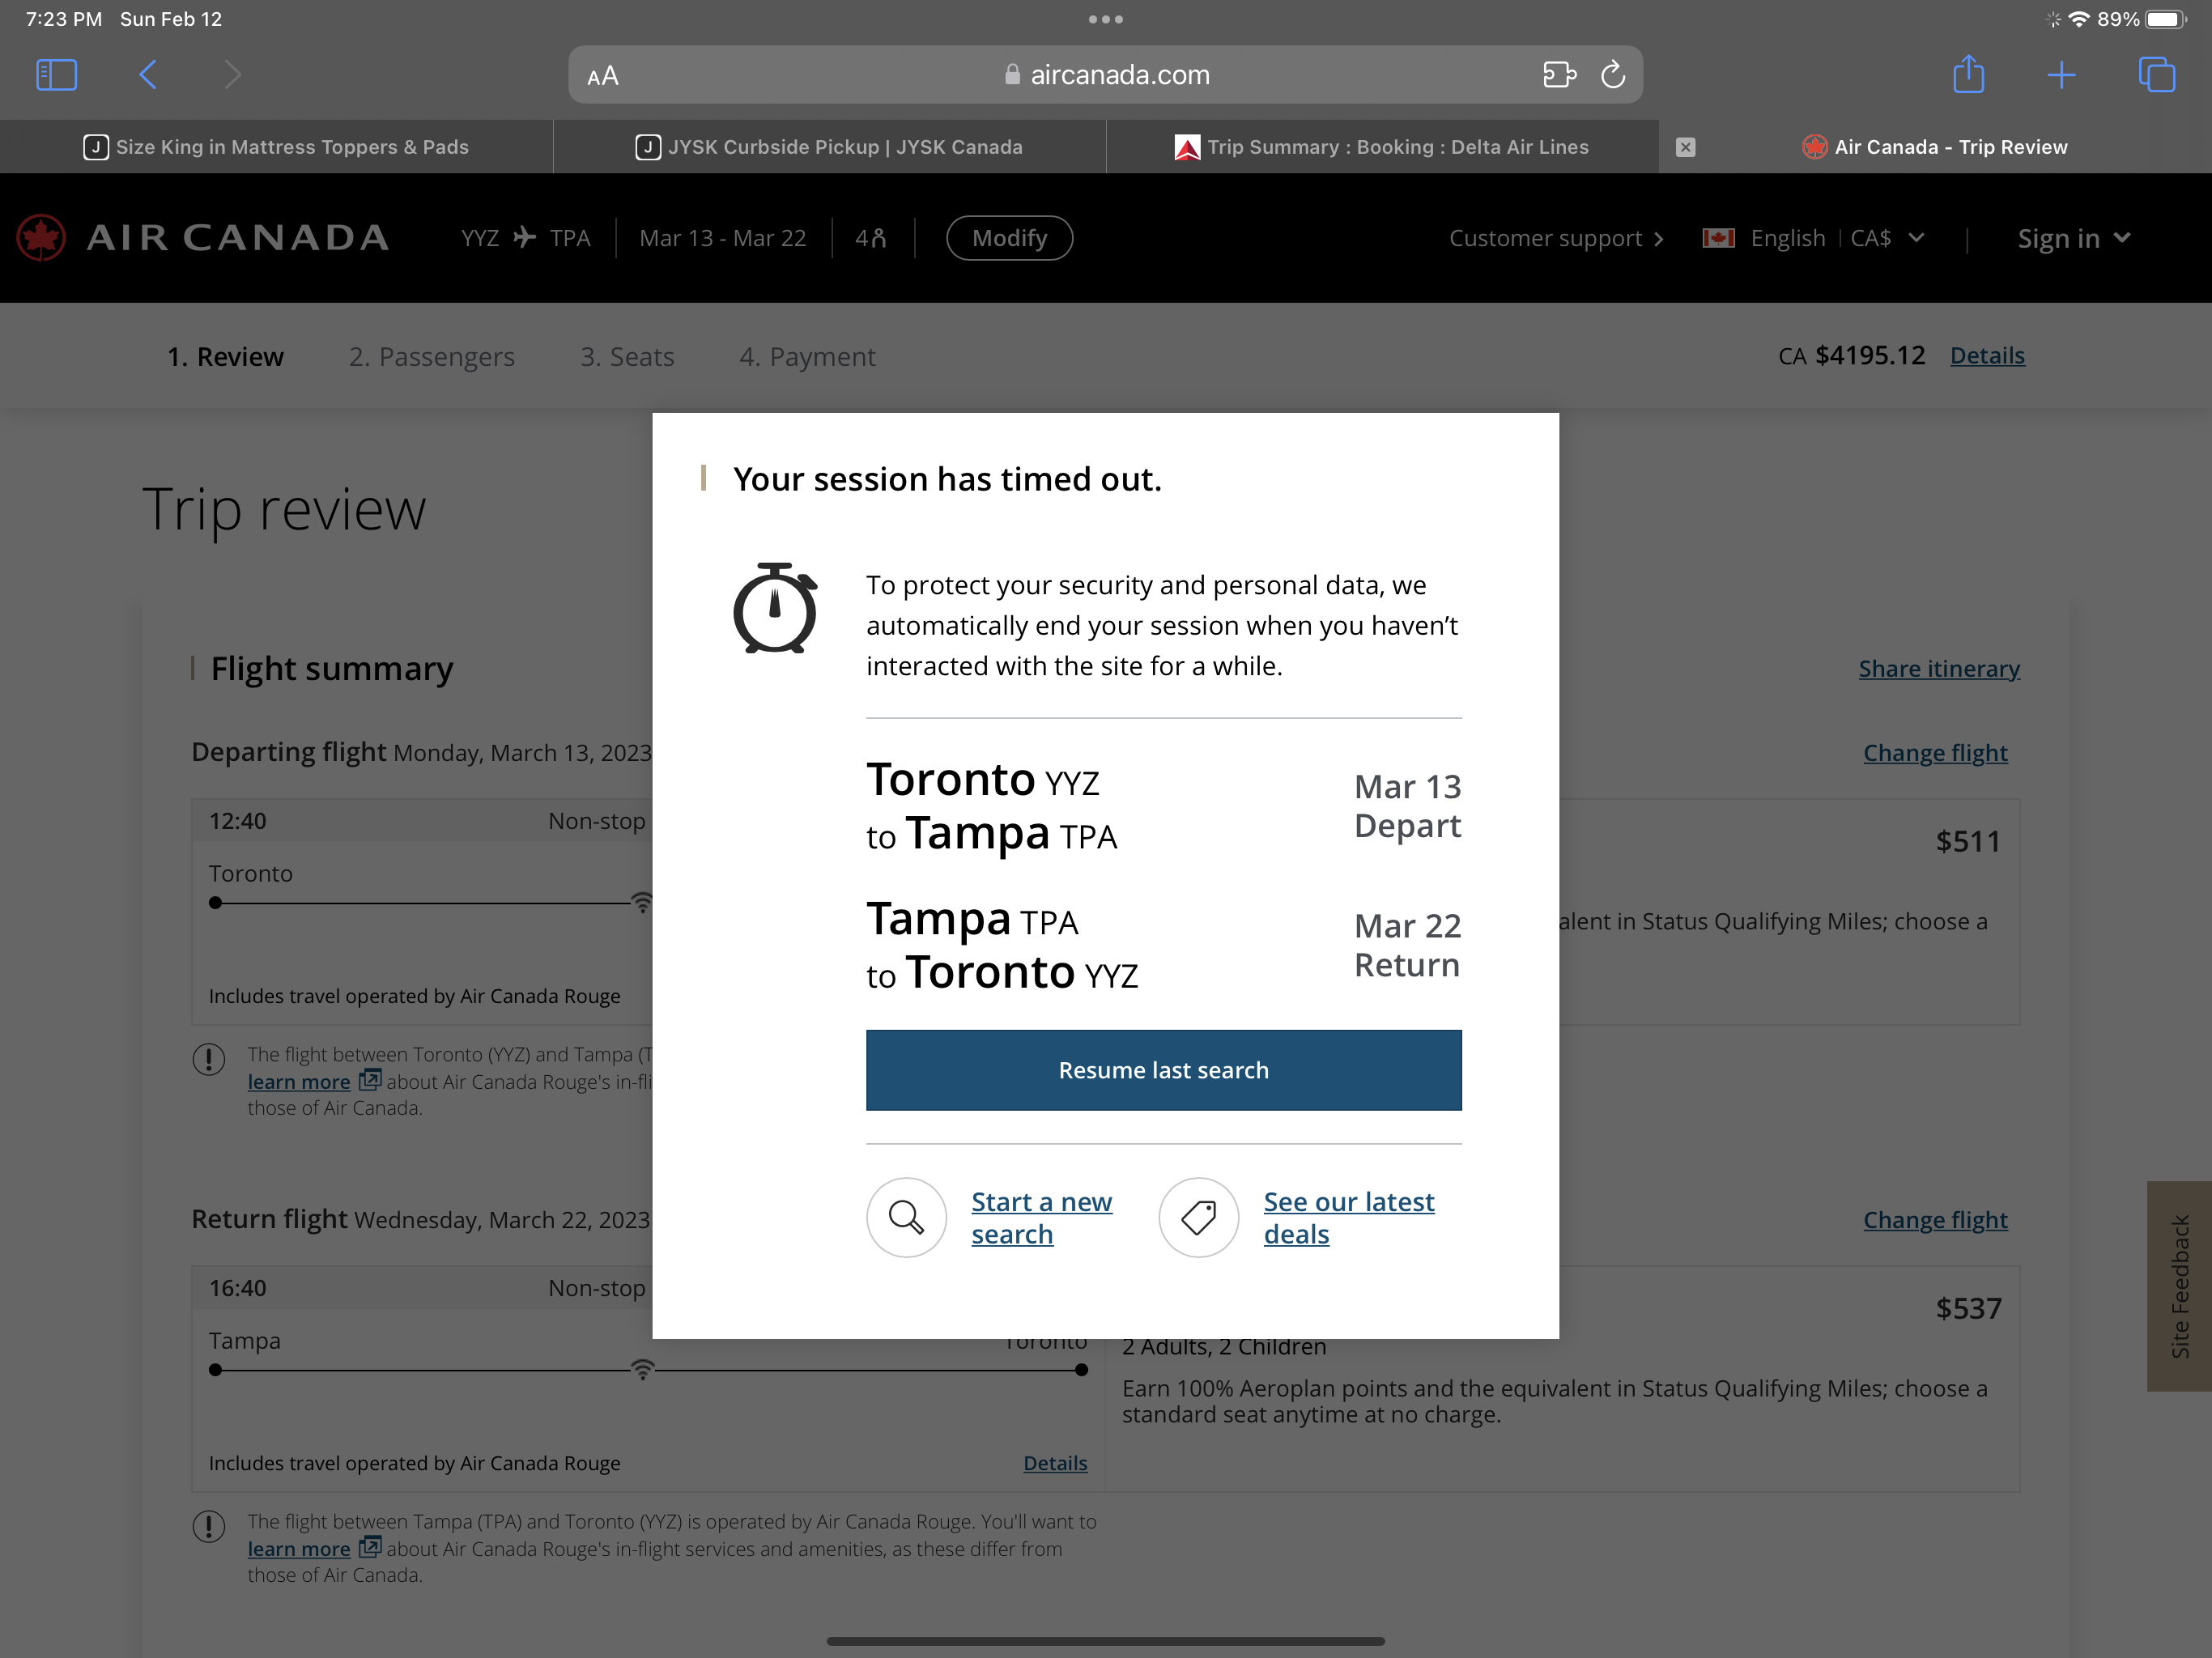 7:23 PM Sun Feb 12
89%
AA
aircanada.com
J Size King in Mattress Toppers & Pads
J JYSK Curbside Pickup | JYSK Canada
Trip Summary : Booking : Delta Air Lines
Air Canada - Trip Review
AIR CANADA
YYZ TPA
Mar 13 - Mar 22
4
Modify
Customer support
English | CA$
Sign in
1. Review
2. Passengers
3. Seats
4. Payment
CA $4195.12 Details
Trip review
Flight summary
Share itinerary
Departing flight Monday, March 13, 2023
Change flight
12:40
Non-stop
$511
Toronto
alent in Status Qualifying Miles; choose a
Includes travel operated by Air Canada Rouge
The flight between Toronto (YYZ) and Tampa (T
learn more about Air Canada Rouge's in-fli
those of Air Canada.
Your session has timed out.
To protect your security and personal data, we
automatically end your session when you haven’t
interacted with the site for a while.
Toronto YYZ
to Tampa TPA
Mar 13
Depart
Tampa TPA
to Toronto YYZ
Mar 22
Return
Resume last search
Start a new
search
See our latest
deals
Return flight Wednesday, March 22, 2023
Change flight
16:40
Non-stop
$537
Tampa
Toronto
2 Adults, 2 Children
Earn 100% Aeroplan points and the equivalent in Status Qualifying Miles; choose a
standard seat anytime at no charge.
Includes travel operated by Air Canada Rouge
Details
The flight between Tampa (TPA) and Toronto (YYZ) is operated by Air Canada Rouge. You'll want to
learn more about Air Canada Rouge's in-flight services and amenities, as these differ from
those of Air Canada.
Site Feedback